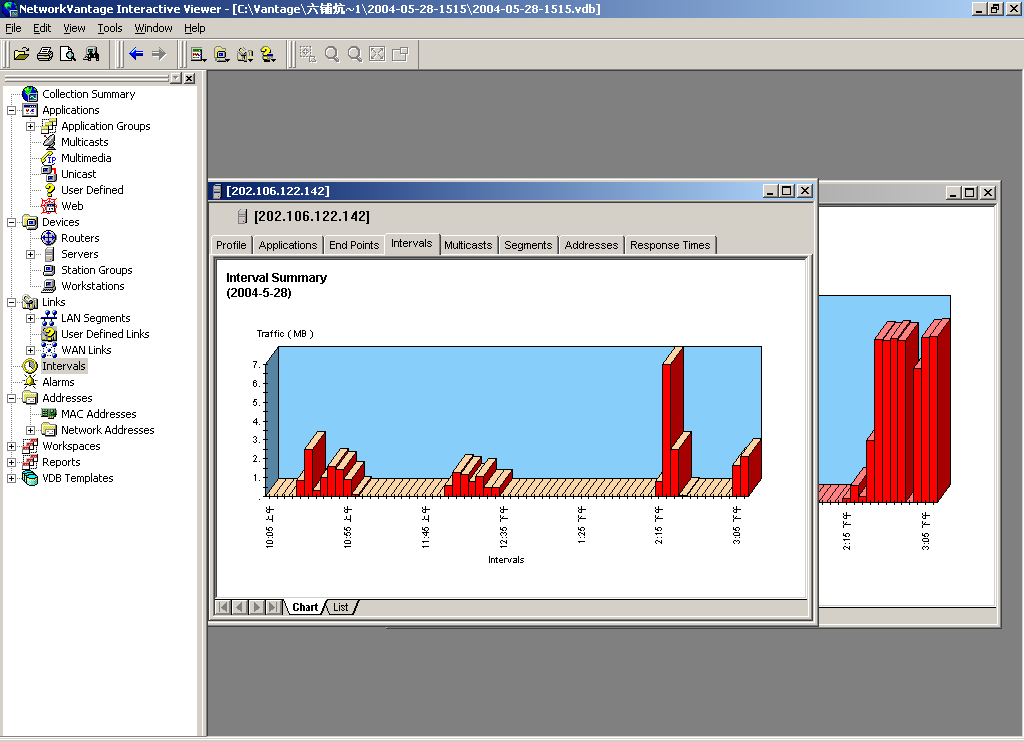 NetworkVantage Interactive Viewer - [C:\Vantage\六铺炕~1\2004-05-28-1515\2004-05-28-1515.vdb]
File Edit View Tools Window Help
Collection Summary
Applications
Application Groups
Multicasts
Multimedia
Unicast
User Defined
Web
Devices
Routers
Servers
Station Groups
Workstations
Links
LAN Segments
User Defined Links
WAN Links
Intervals
Alarms
Addresses
MAC Addresses
Network Addresses
Workspaces
Reports
VDB Templates
[202.106.122.142]
[202.106.122.142]
Profile Applications End Points Intervals Multicasts Segments Addresses Response Times
Interval Summary
(2004-5-28)
Traffic ( MB )
7.
6.
5.
4.
3.
2.
1.
.
10:05 上午 10:55 上午 11:45 上午 12:35 下午 1:25 下午 2:15 下午 3:05 下午
Intervals
Chart List
2:15 下午 3:05 下午